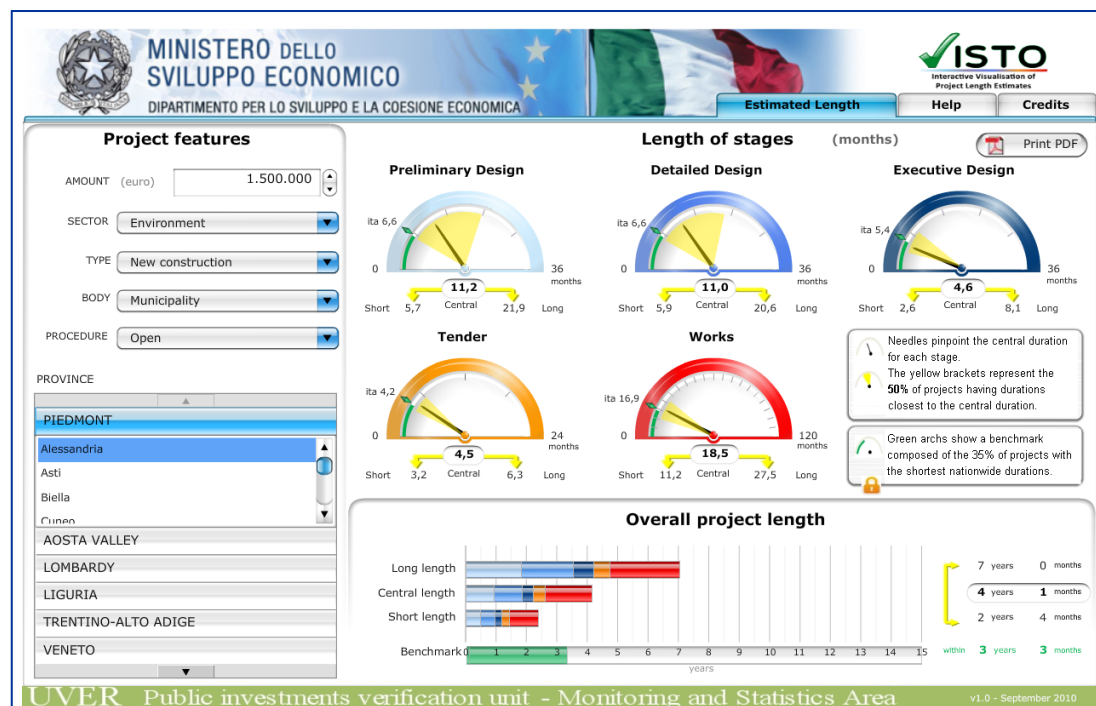 MINISTERO DELLO
SVILUPPO ECONOMICO
DIPARTIMENTO PER LO SVILUPPO E LA COESIONE ECONOMICA
VISTO
Interactive Visualisation of
Project Length Estimates
Estimated Length
Help
Credits
Project features
AMOUNT (euro) 1.500.000
SECTOR Environment
TYPE New construction
BODY Municipality
PROCEDURE Open
PROVINCE
PIEDMONT
Alessandria
Asti
Biella
Cuneo
AOSTA VALLEY
LOMBARDY
LIGURIA
TRENTINO-ALTO ADIGE
VENETO
Length of stages (months)
Print PDF
Preliminary Design
ita 6,6
0 36
months
11,2
Short 5,7 Central 21,9 Long
Detailed Design
ita 6,6
0 36
months
11,0
Short 5,9 Central 20,6 Long
Executive Design
ita 5,4
0 36
months
4,6
Short 2,6 Central 8,1 Long
Tender
ita 4,2
0 24
months
4,5
Short 3,2 Central 6,3 Long
Works
ita 16,9
0 120
months
18,5
Short 11,2 Central 27,5 Long
Needles pinpoint the central duration
for each stage.
The yellow brackets represent the
50% of projects having durations
closest to the central duration.
Green archs show a benchmark
composed of the 35% of projects with
the shortest nationwide durations.
Overall project length
Long length
7 years 0 months
Central length
4 years 1 months
Short length
2 years 4 months
Benchmark 0 1 2 3 4 5 6 7 8 9 10 11 12 13 14 15
years
within 3 years 3 months
UVER Public investments verification unit - Monitoring and Statistics Area
v1.0 - September 2010